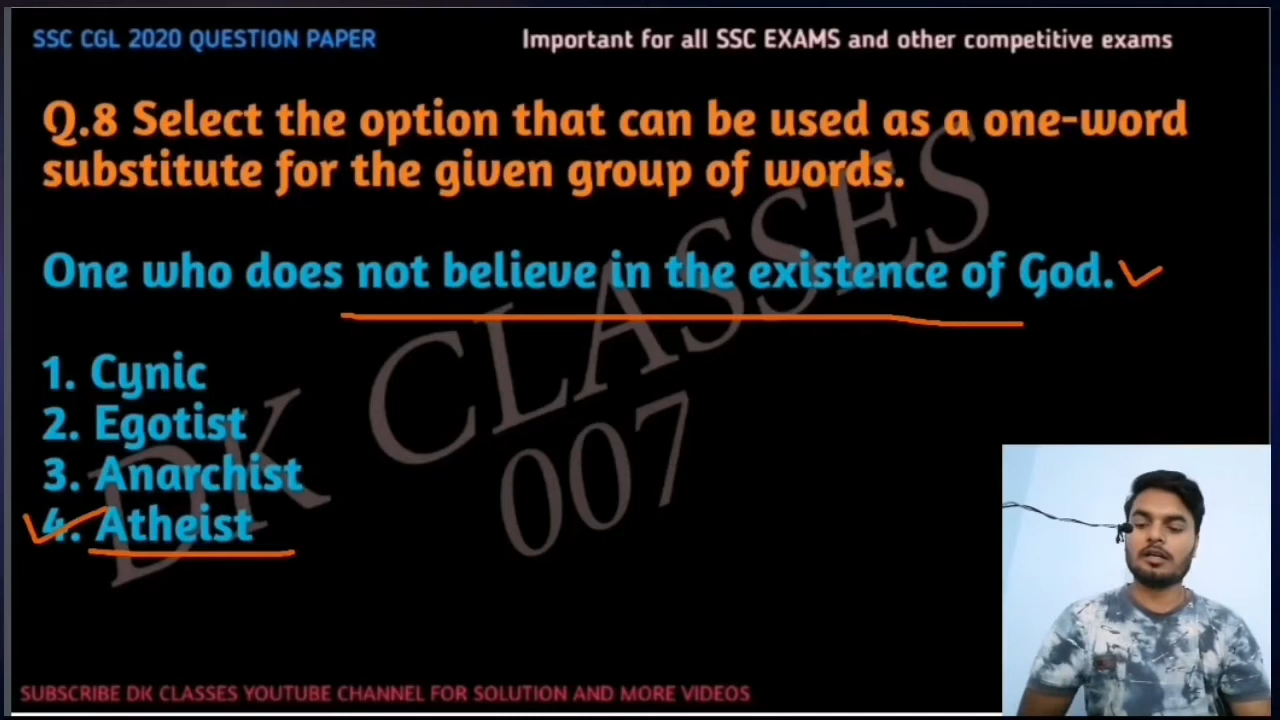 SSC CGL 2020 QUESTION PAPER
Important for all SSC EXAMS and other competitive exams
Q.8 Select the option that can be used as a one-word
substitute for the given group of words.
One who does not believe in the existence of God.
1. Cynic
2. Egotist
3. Anarchist
4. Atheist
DK CLASSES
007
SUBSCRIBE DK CLASSES YOUTUBE CHANNEL FOR SOLUTION AND MORE VIDEOS